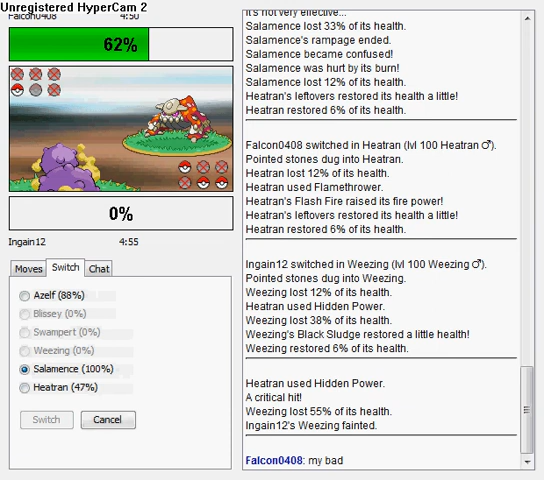 Unregistered HyperCam 2
Falcon0408 4:50
62%
0%
Ingain12 4:55
Moves Switch Chat
Azelf (88%)
Blissey (0%)
Swampert (0%)
Weezing (0%)
Salamence (100%)
Heatran (47%)
Switch Cancel
It's not very effective...
Salamence lost 33% of its health.
Salamence's rampage ended.
Salamence became confused!
Salamence was hurt by its burn!
Salamence lost 12% of its health.
Heatran's leftovers restored its health a little!
Heatran restored 6% of its health.
Falcon0408 switched in Heatran (lvl 100 Heatran ♂).
Pointed stones dug into Heatran.
Heatran lost 12% of its health.
Heatran used Flamethrower.
Heatran's Flash Fire raised its fire power!
Heatran's leftovers restored its health a little!
Heatran restored 6% of its health.
Ingain12 switched in Weezing (lvl 100 Weezing ♂).
Pointed stones dug into Weezing.
Weezing lost 12% of its health.
Heatran used Hidden Power.
Weezing lost 38% of its health.
Weezing's Black Sludge restored a little health!
Weezing restored 6% of its health.
Heatran used Hidden Power.
A critical hit!
Weezing lost 55% of its health.
Ingain12's Weezing fainted.
Falcon0408: my bad